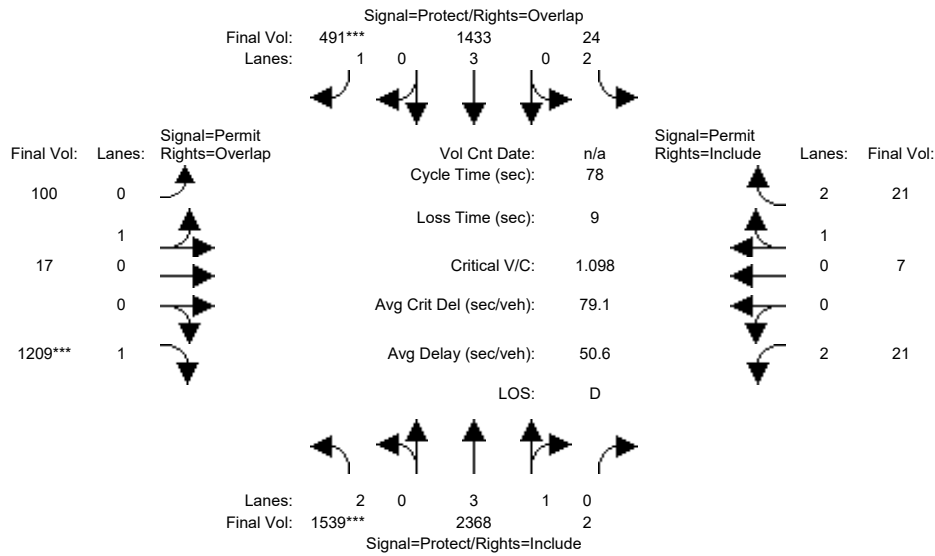 Signal=Protect/Rights=Overlap
Final Vol: 491*** 1433 24
Lanes: 1 0 3 0 2
Signal=Permit
Final Vol: Lanes: Rights=Overlap
Vol Cnt Date: n/a
Signal=Permit
Rights=Include Lanes: Final Vol:
Cycle Time (sec): 78
100 0
2 21
Loss Time (sec): 9
1
1
17 0
Critical V/C: 1.098
0 7
0
Avg Crit Del (sec/veh): 79.1
0
1209*** 1
Avg Delay (sec/veh): 50.6
2 21
LOS: D
Lanes: 2 0 3 1 0
Final Vol: 1539*** 2368 2
Signal=Protect/Rights=Include